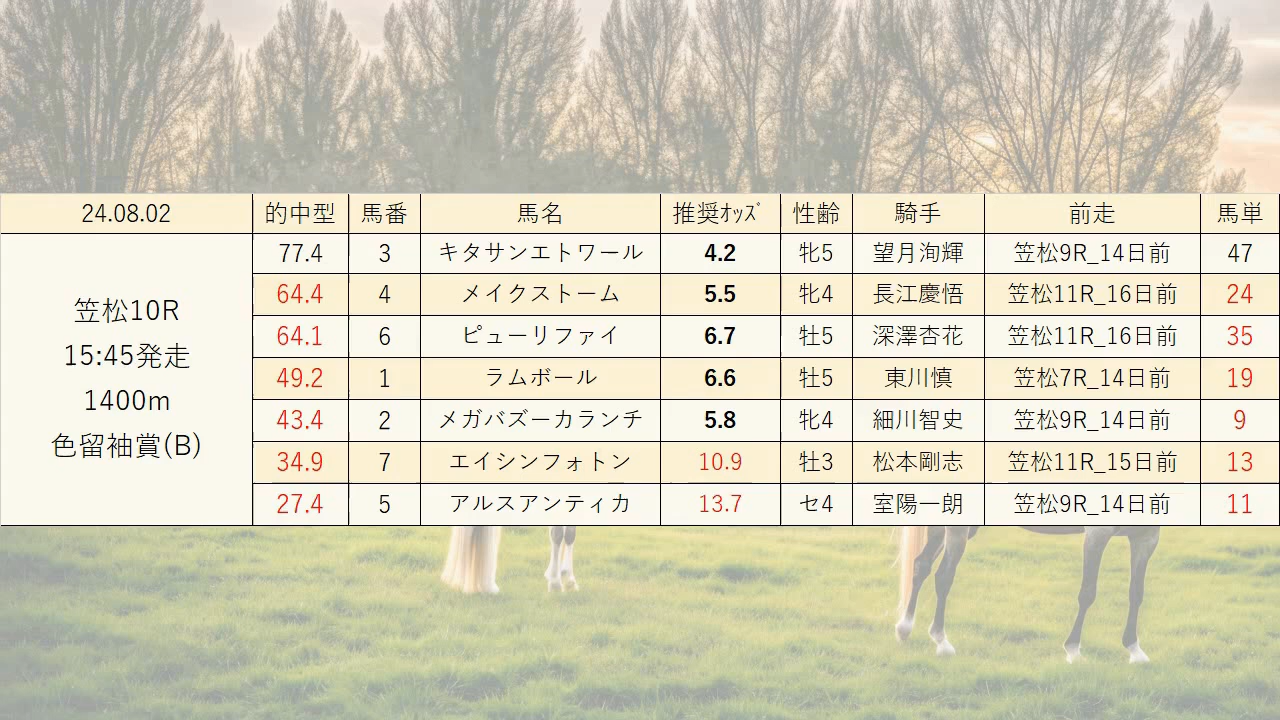 24.08.02 的中型 馬番 馬名 推奨ｵｯｽﾞ 性齢 騎手 前走 馬単
笠松10R
15:45発走
1400m
色留袖賞(B)
77.4 3 キタサンエトワール 4.2 牝5 望月洵輝 笠松9R_14日前 47
64.4 4 メイクストーム 5.5 牝4 長江慶悟 笠松11R_16日前 24
64.1 6 ピューリファイ 6.7 牡5 深澤杏花 笠松11R_16日前 35
49.2 1 ラムボール 6.6 牡5 東川慎 笠松7R_14日前 19
43.4 2 メガバズーカランチ 5.8 牝4 細川智史 笠松9R_14日前 9
34.9 7 エイシンフォトン 10.9 牡3 松本剛志 笠松11R_15日前 13
27.4 5 アルスアンティカ 13.7 セ4 室陽一朗 笠松9R_14日前 11